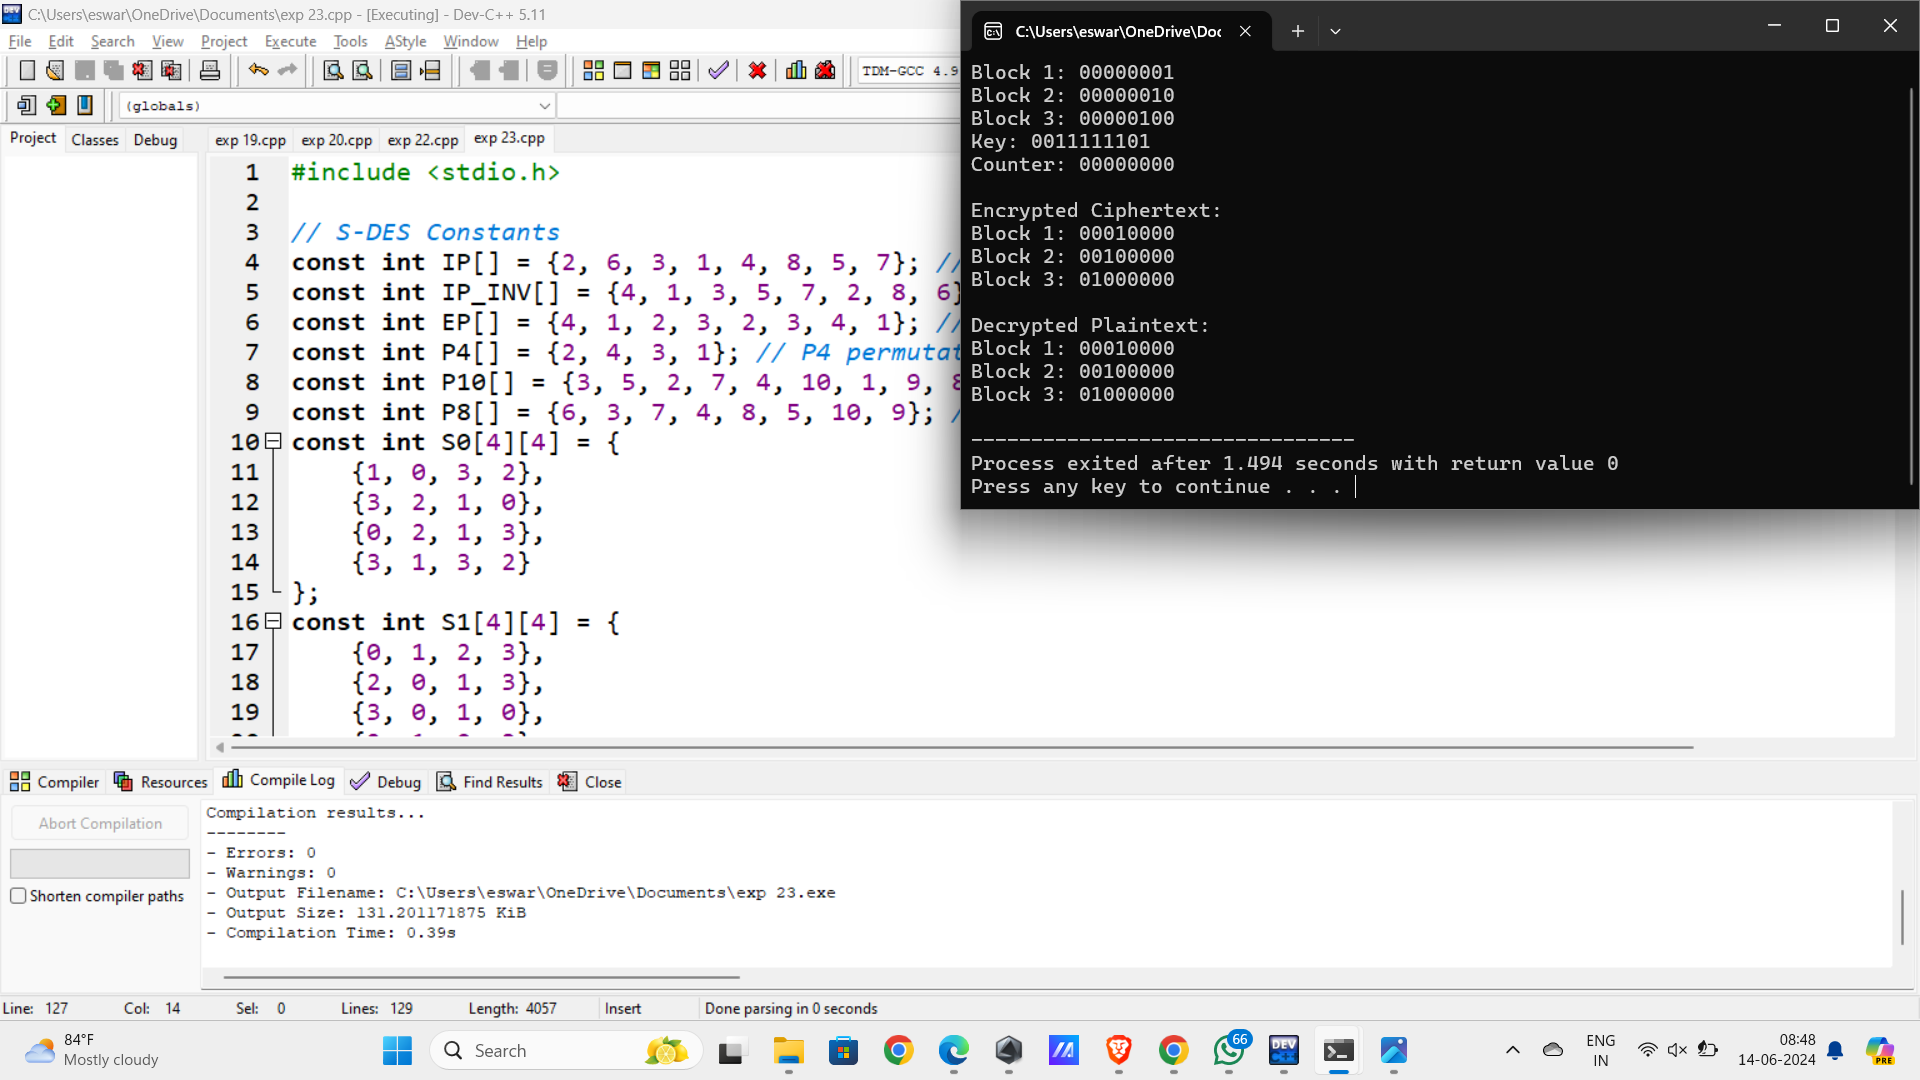 C:\Users\eswar\OneDrive\Documents\exp 23.cpp - [Executing] - Dev-C++ 5.11
File Edit Search View Project Execute Tools AStyle Window Help
TDM-GCC 4.9
(globals)
Project Classes Debug
exp 19.cpp exp 20.cpp exp 22.cpp exp 23.cpp
1 #include <stdio.h>
2
3 // S-DES Constants
4 const int IP[] = {2, 6, 3, 1, 4, 8, 5, 7}; //
5 const int IP_INV[] = {4, 1, 3, 5, 7, 2, 8, 6}
6 const int EP[] = {4, 1, 2, 3, 2, 3, 4, 1}; //
7 const int P4[] = {2, 4, 3, 1}; // P4 permutat
8 const int P10[] = {3, 5, 2, 7, 4, 10, 1, 9, 8
9 const int P8[] = {6, 3, 7, 4, 8, 5, 10, 9}; /
10 const int S0[4][4] = {
11 {1, 0, 3, 2},
12 {3, 2, 1, 0},
13 {0, 2, 1, 3},
14 {3, 1, 3, 2}
15 };
16 const int S1[4][4] = {
17 {0, 1, 2, 3},
18 {2, 0, 1, 3},
19 {3, 0, 1, 0},
C:\Users\eswar\OneDrive\Doc
Block 1: 00000001
Block 2: 00000010
Block 3: 00000100
Key: 0011111101
Counter: 00000000
Encrypted Ciphertext:
Block 1: 00010000
Block 2: 00100000
Block 3: 01000000
Decrypted Plaintext:
Block 1: 00010000
Block 2: 00100000
Block 3: 01000000
--------------------------------
Process exited after 1.494 seconds with return value 0
Press any key to continue . . .
Compiler Resources Compile Log Debug Find Results Close
Abort Compilation
Shorten compiler paths
Compilation results...
--------
- Errors: 0
- Warnings: 0
- Output Filename: C:\Users\eswar\OneDrive\Documents\exp 23.exe
- Output Size: 131.201171875 KiB
- Compilation Time: 0.39s
Line: 127 Col: 14 Sel: 0 Lines: 129 Length: 4057 Insert Done parsing in 0 seconds
84°F
Mostly cloudy
Search
66
DEV
C++
ENG
IN
08:48
14-06-2024
PRE